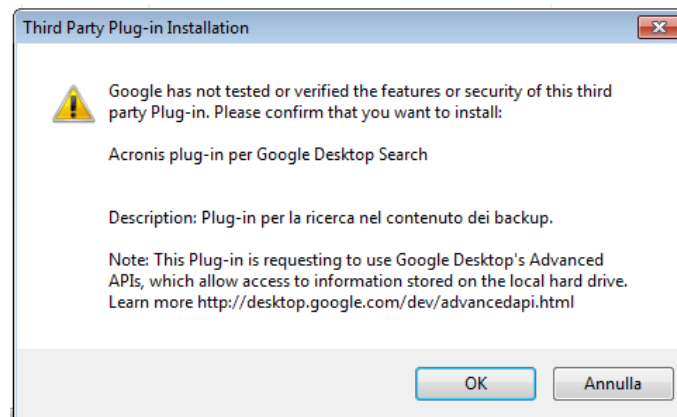 Third Party Plug-in Installation
Google has not tested or verified the features or security of this third
party Plug-in. Please confirm that you want to install:
Acronis plug-in per Google Desktop Search
Description: Plug-in per la ricerca nel contenuto dei backup.
Note: This Plug-in is requesting to use Google Desktop's Advanced
APIs, which allow access to information stored on the local hard drive.
Learn more http://desktop.google.com/dev/advancedapi.html
OK
Annulla